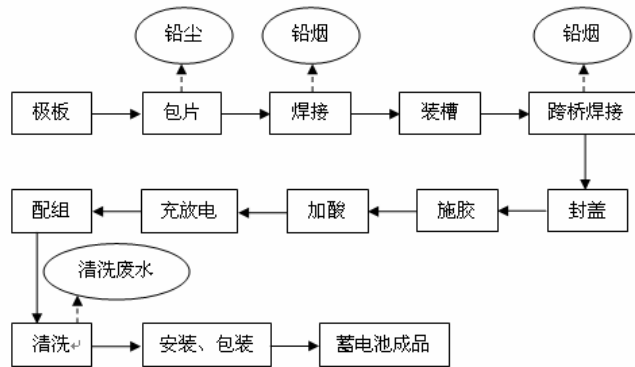 铅尘
铅烟
铅烟
极板
包片
焊接
装槽
跨桥焊接
配组
充放电
加酸
施胶
封盖
清洗废水
清洗↵
安装、包装
蓄电池成品